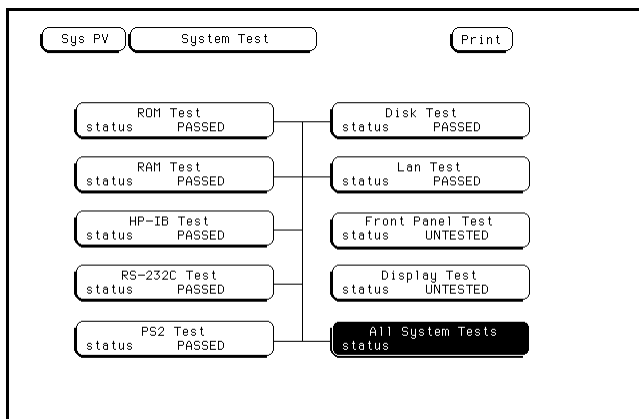 Sys PV System Test Print
ROM Test
status PASSED
Disk Test
status PASSED
RAM Test
status PASSED
Lan Test
status PASSED
HP-IB Test
status PASSED
Front Panel Test
status UNTESTED
RS-232C Test
status PASSED
Display Test
status UNTESTED
PS2 Test
status PASSED
All System Tests
status